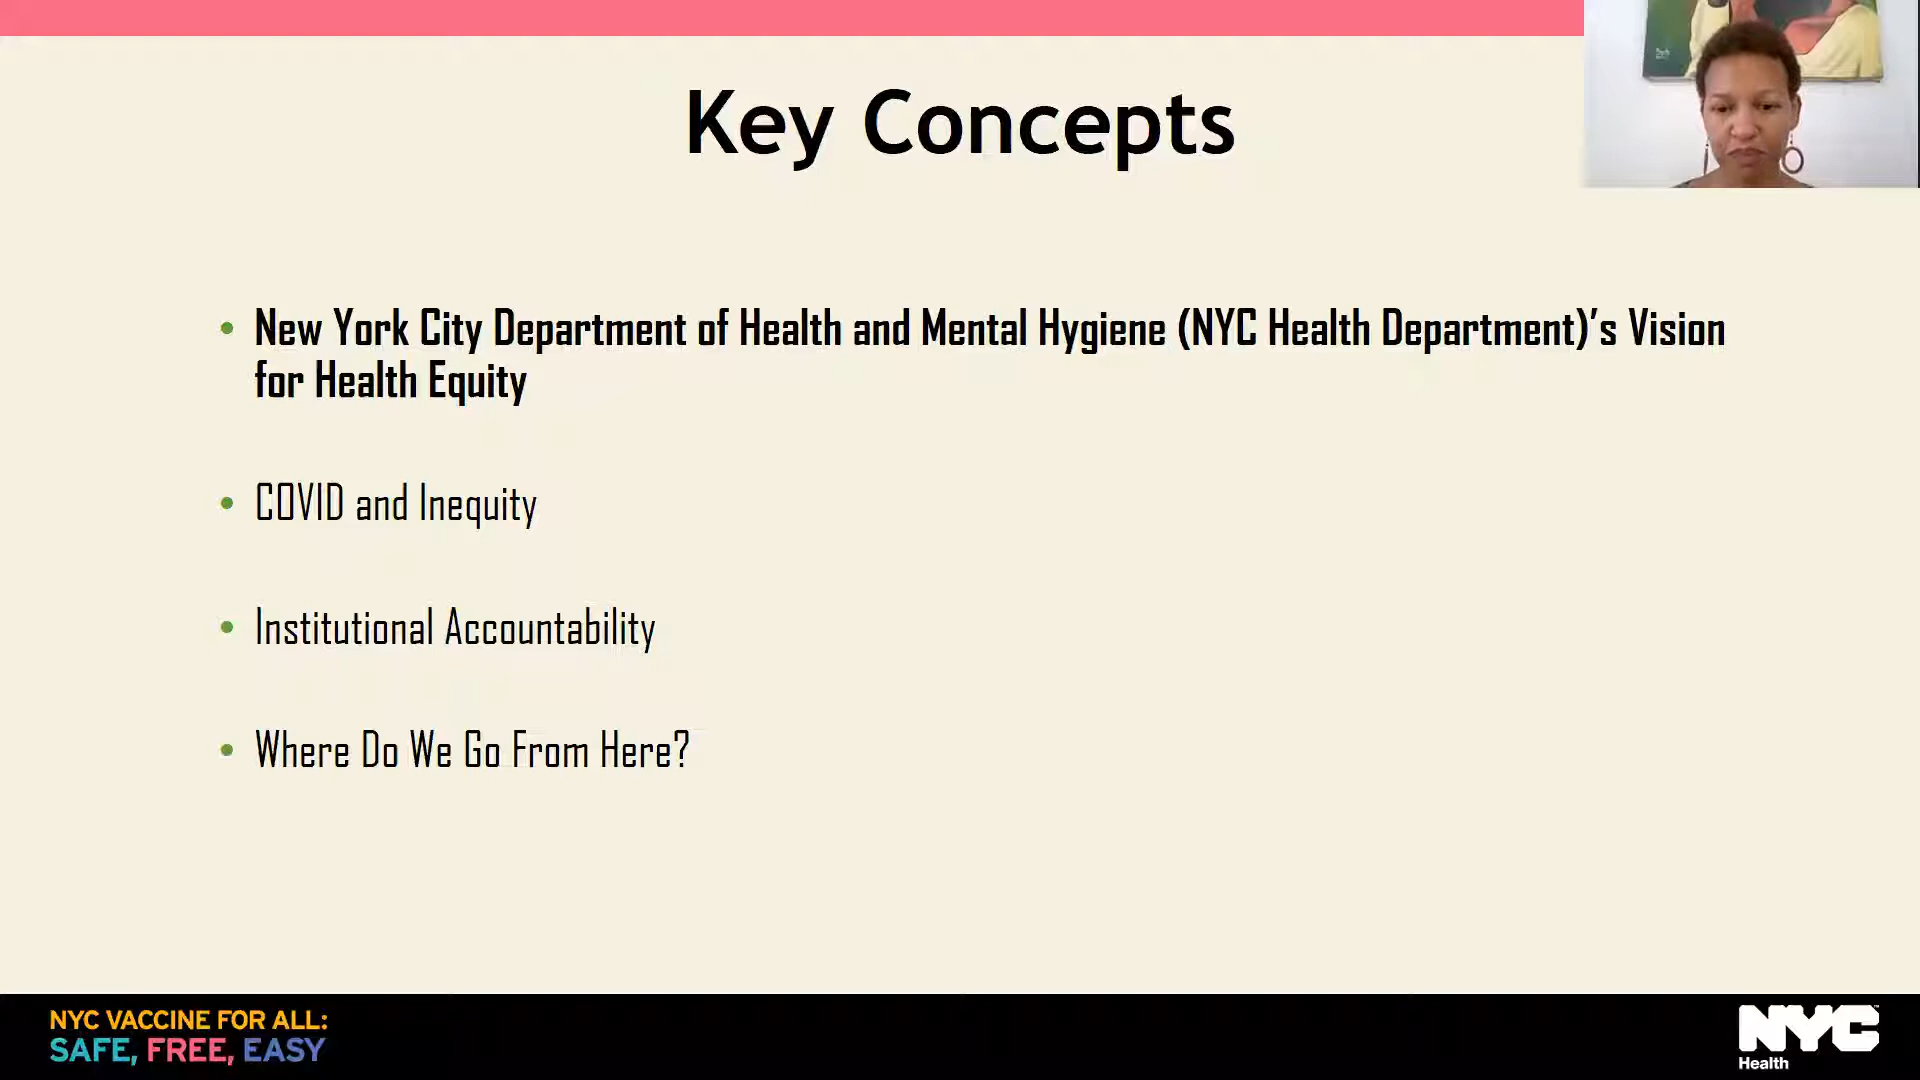 Key Concepts
• New York City Department of Health and Mental Hygiene (NYC Health Department)’s Vision
for Health Equity
• COVID and Inequity
• Institutional Accountability
• Where Do We Go From Here?
NYC VACCINE FOR ALL:
SAFE, FREE, EASY
NYC
Health